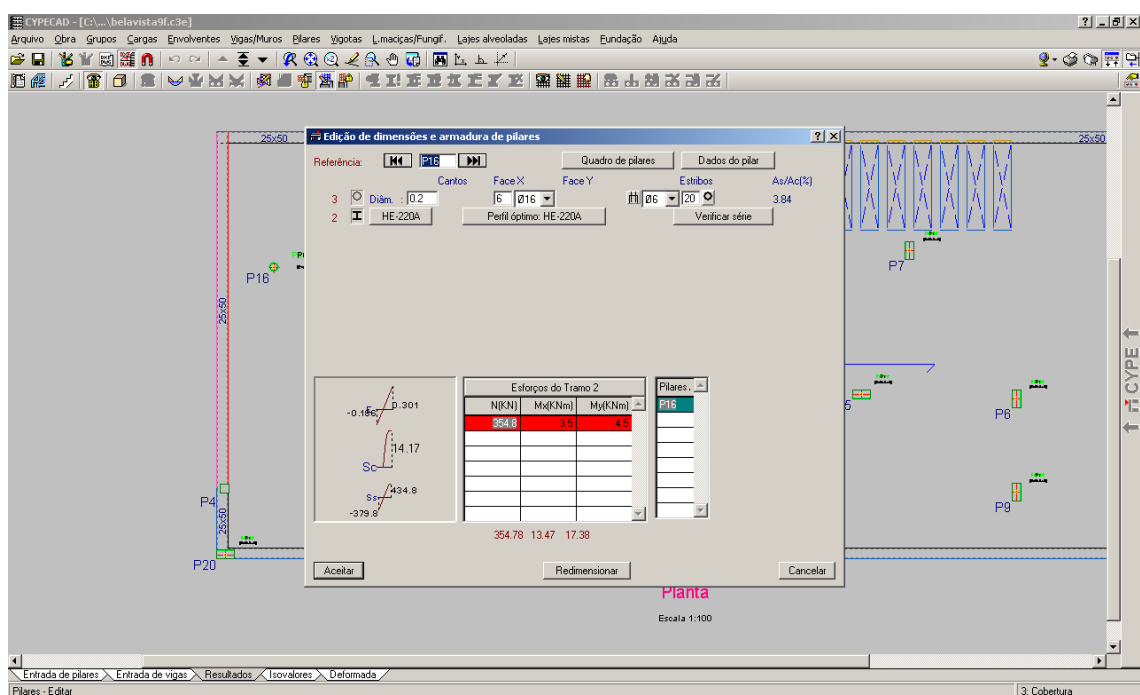 CYPECAD - [C:\...\belavista9f.c3e]
Arquivo Obra Grupos Cargas Envolventes Vigas/Muros Pilares Vigotas L.maciças/Fungif. Lajes alveoladas Lajes mistas Fundação Ajuda
25x50
25x50
Edição de dimensões e armadura de pilares
Referência: P16 Quadro de pilares Dados do pilar
Cantos Face X Face Y Estribos As/Ac(%)
3 Diâm. : 0.2 6 Ø16 Ø6 20 3.84
2 HE-220A Perfil óptimo: HE-220A Verificar série
P16
P7
25x50
Esforços do Tramo 2 Pilares.
N(KN) Mx(KNm) My(KNm) P16
354.8 3.5 4.5
-0.186 0.301
14.17
Sc
Ss 434.8
-379.8
354.78 13.47 17.38
5
P6
P4
P9
25x50
P20
Aceitar Redimensionar Cancelar
Planta
Escala 1:100
CYPE
Entrada de pilares Entrada de vigas Resultados Isovalores Deformada
Pilares - Editar 3: Cobertura